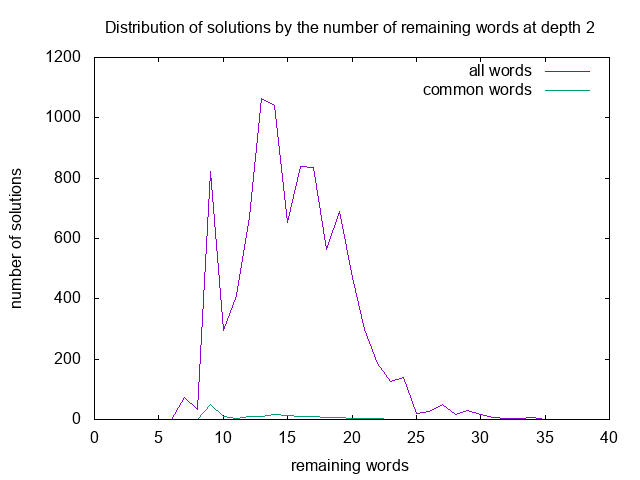 Distribution of solutions by the number of remaining words at depth 2
all words
common words
number of solutions
1200
1000
800
600
400
200
0
0 5 10 15 20 25 30 35 40
remaining words